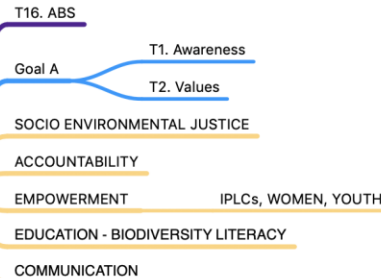 T16. ABS
T1. Awareness
Goal A
T2. Values
SOCIO ENVIRONMENTAL JUSTICE
ACCOUNTABILITY
EMPOWERMENT IPLCs, WOMEN, YOUTH
EDUCATION - BIODIVERSITY LITERACY
COMMUNICATION